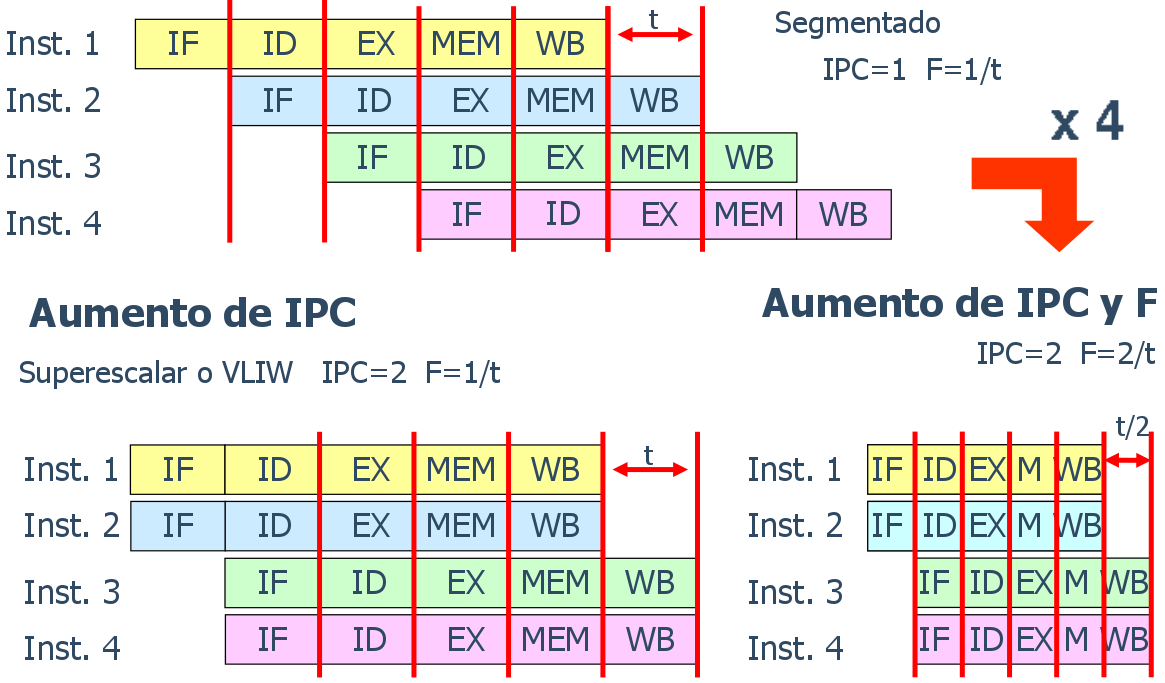 Segmentado
IPC=1 F=1/t
x 4
t
Inst. 1 IF ID EX MEM WB
Inst. 2 IF ID EX MEM WB
Inst. 3 IF ID EX MEM WB
Inst. 4 IF ID EX MEM WB
Aumento de IPC
Superescalar o VLIW IPC=2 F=1/t
t
Inst. 1 IF ID EX MEM WB
Inst. 2 IF ID EX MEM WB
Inst. 3 IF ID EX MEM WB
Inst. 4 IF ID EX MEM WB
Aumento de IPC y F
IPC=2 F=2/t
t/2
Inst. 1 IF ID EX M WB
Inst. 2 IF ID EX M WB
Inst. 3 IF ID EX M WB
Inst. 4 IF ID EX M WB